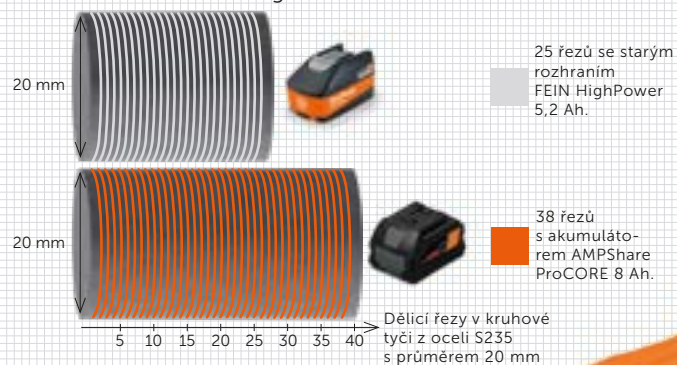 20 mm
25 řezů se starým
rozhraním
FEIN HighPower
5,2 Ah.
20 mm
38 řezů
s akumuláto-
rem AMPShare
ProCORE 8 Ah.
5 10 15 20 25 30 35 40
Dělicí řezy v kruhové
tyči z oceli S235
s průměrem 20 mm